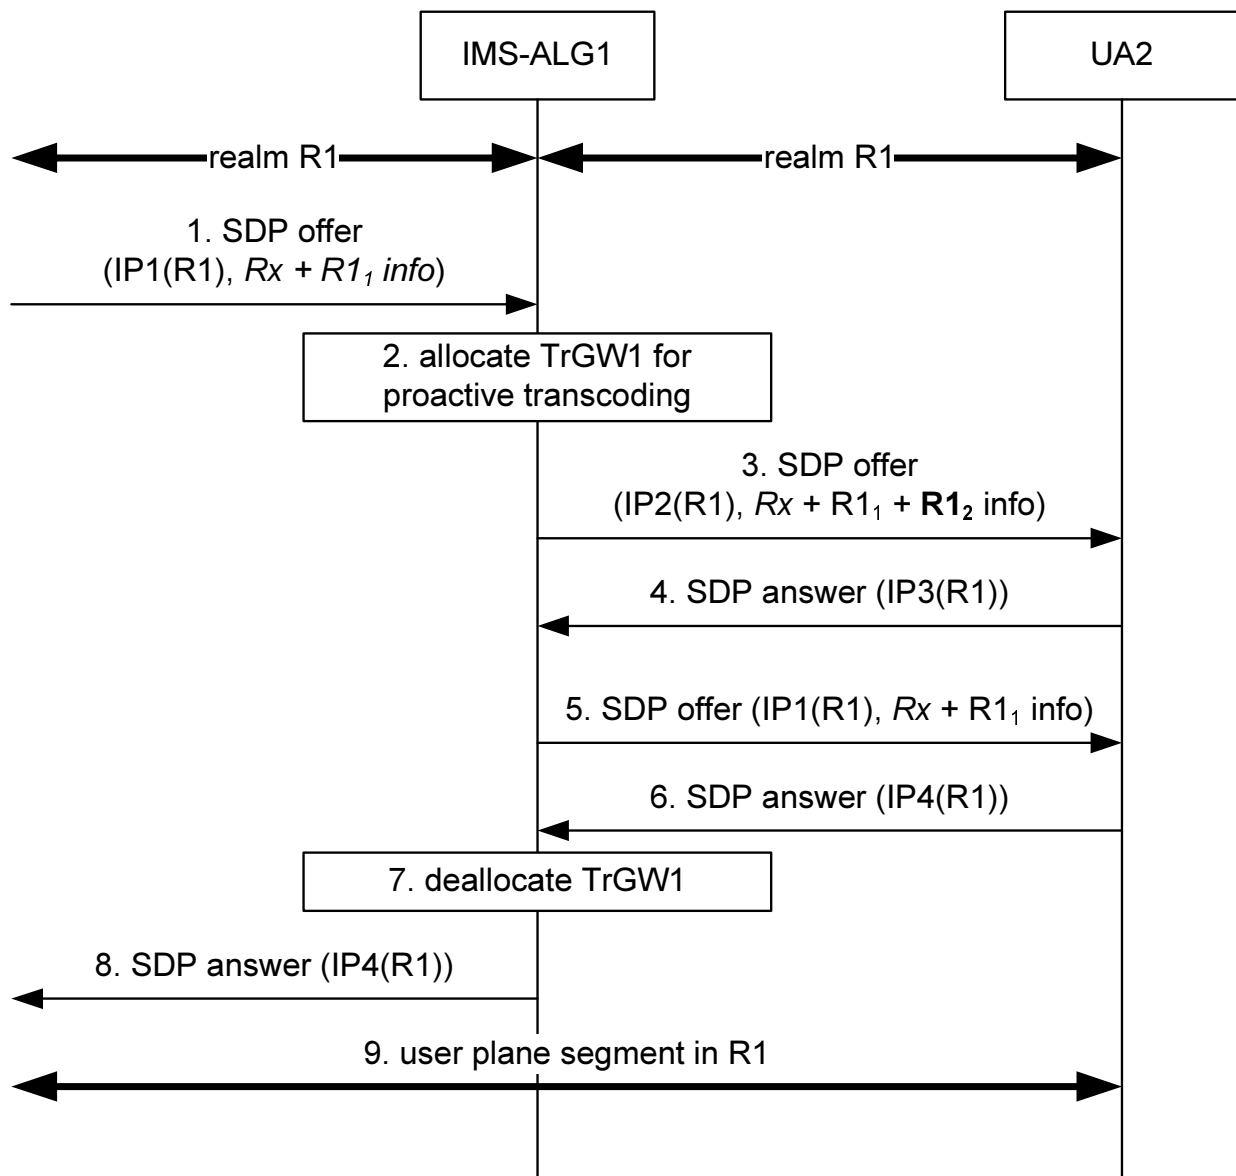 IMS-ALG1
UA2
realm R1
realm R1
1. SDP offer
(IP1(R1), Rx + R1₁ info)
2. allocate TrGW1 for
proactive transcoding
3. SDP offer
(IP2(R1), Rx + R1₁ + R1₂ info)
4. SDP answer (IP3(R1))
5. SDP offer (IP1(R1), Rx + R1₁ info)
6. SDP answer (IP4(R1))
7. deallocate TrGW1
8. SDP answer (IP4(R1))
9. user plane segment in R1